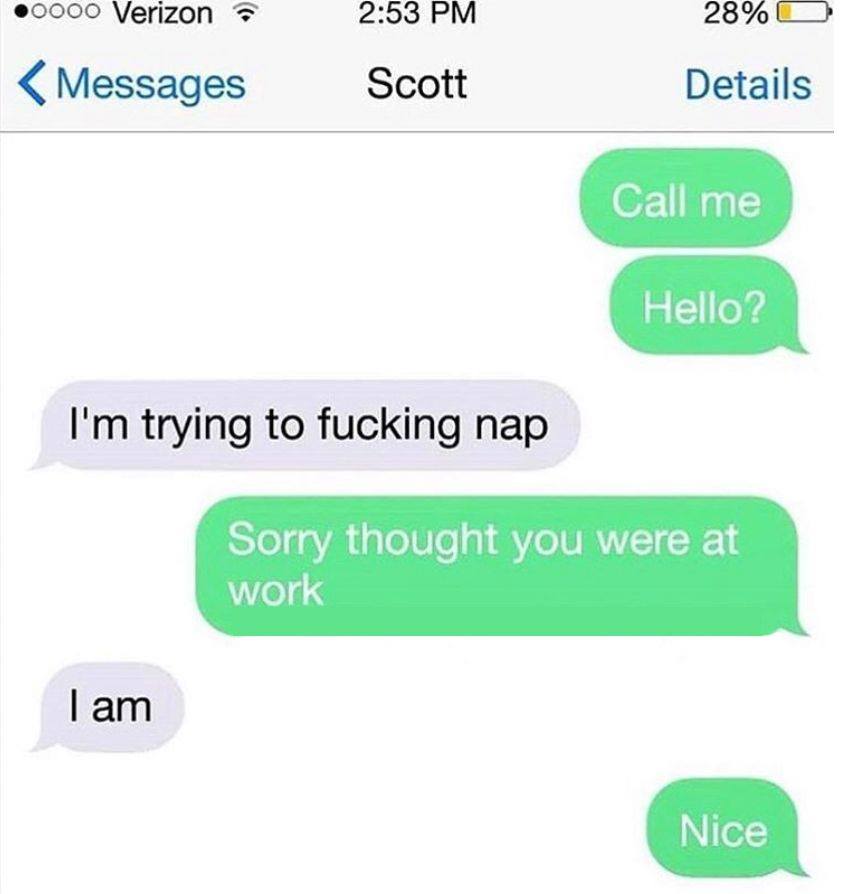 Verizon 2:53 PM 28%
Messages Scott Details
Call me
Hello?
I'm trying to fucking nap
Sorry thought you were at
work
I am
Nice